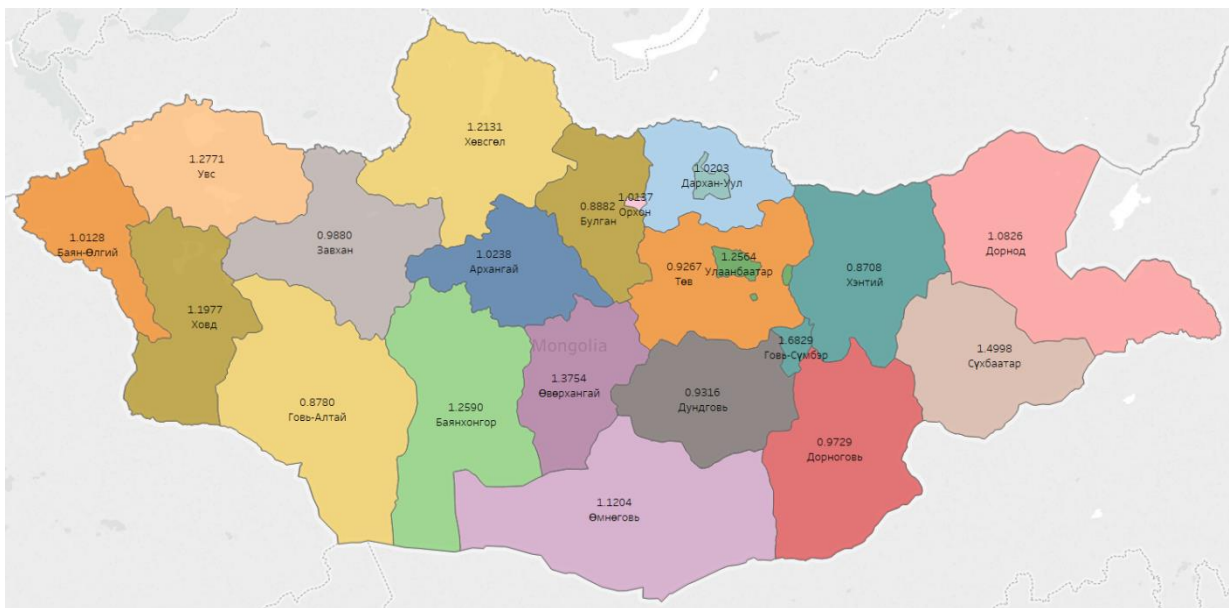 1.2131
Хөвсгөл
1.2771
Увс
1.0203
Дархан-Уул
1.0137
Орхон
0.8882
Булган
1.0826
Дорнод
1.0128
Баян-Өлгий
0.9880
Завхан
1.0238
Архангай
0.9267
Төв
1.2564
Улаанбаатар
0.8708
Хэнтий
1.1977
Ховд
Mongolia
1.6829
Говь-Сүмбэр
1.4998
Сүхбаатар
1.3754
Өвөрхангай
0.9316
Дундговь
0.8780
Говь-Алтай
1.2590
Баянхонгор
0.9729
Дорноговь
1.1204
Өмнөговь